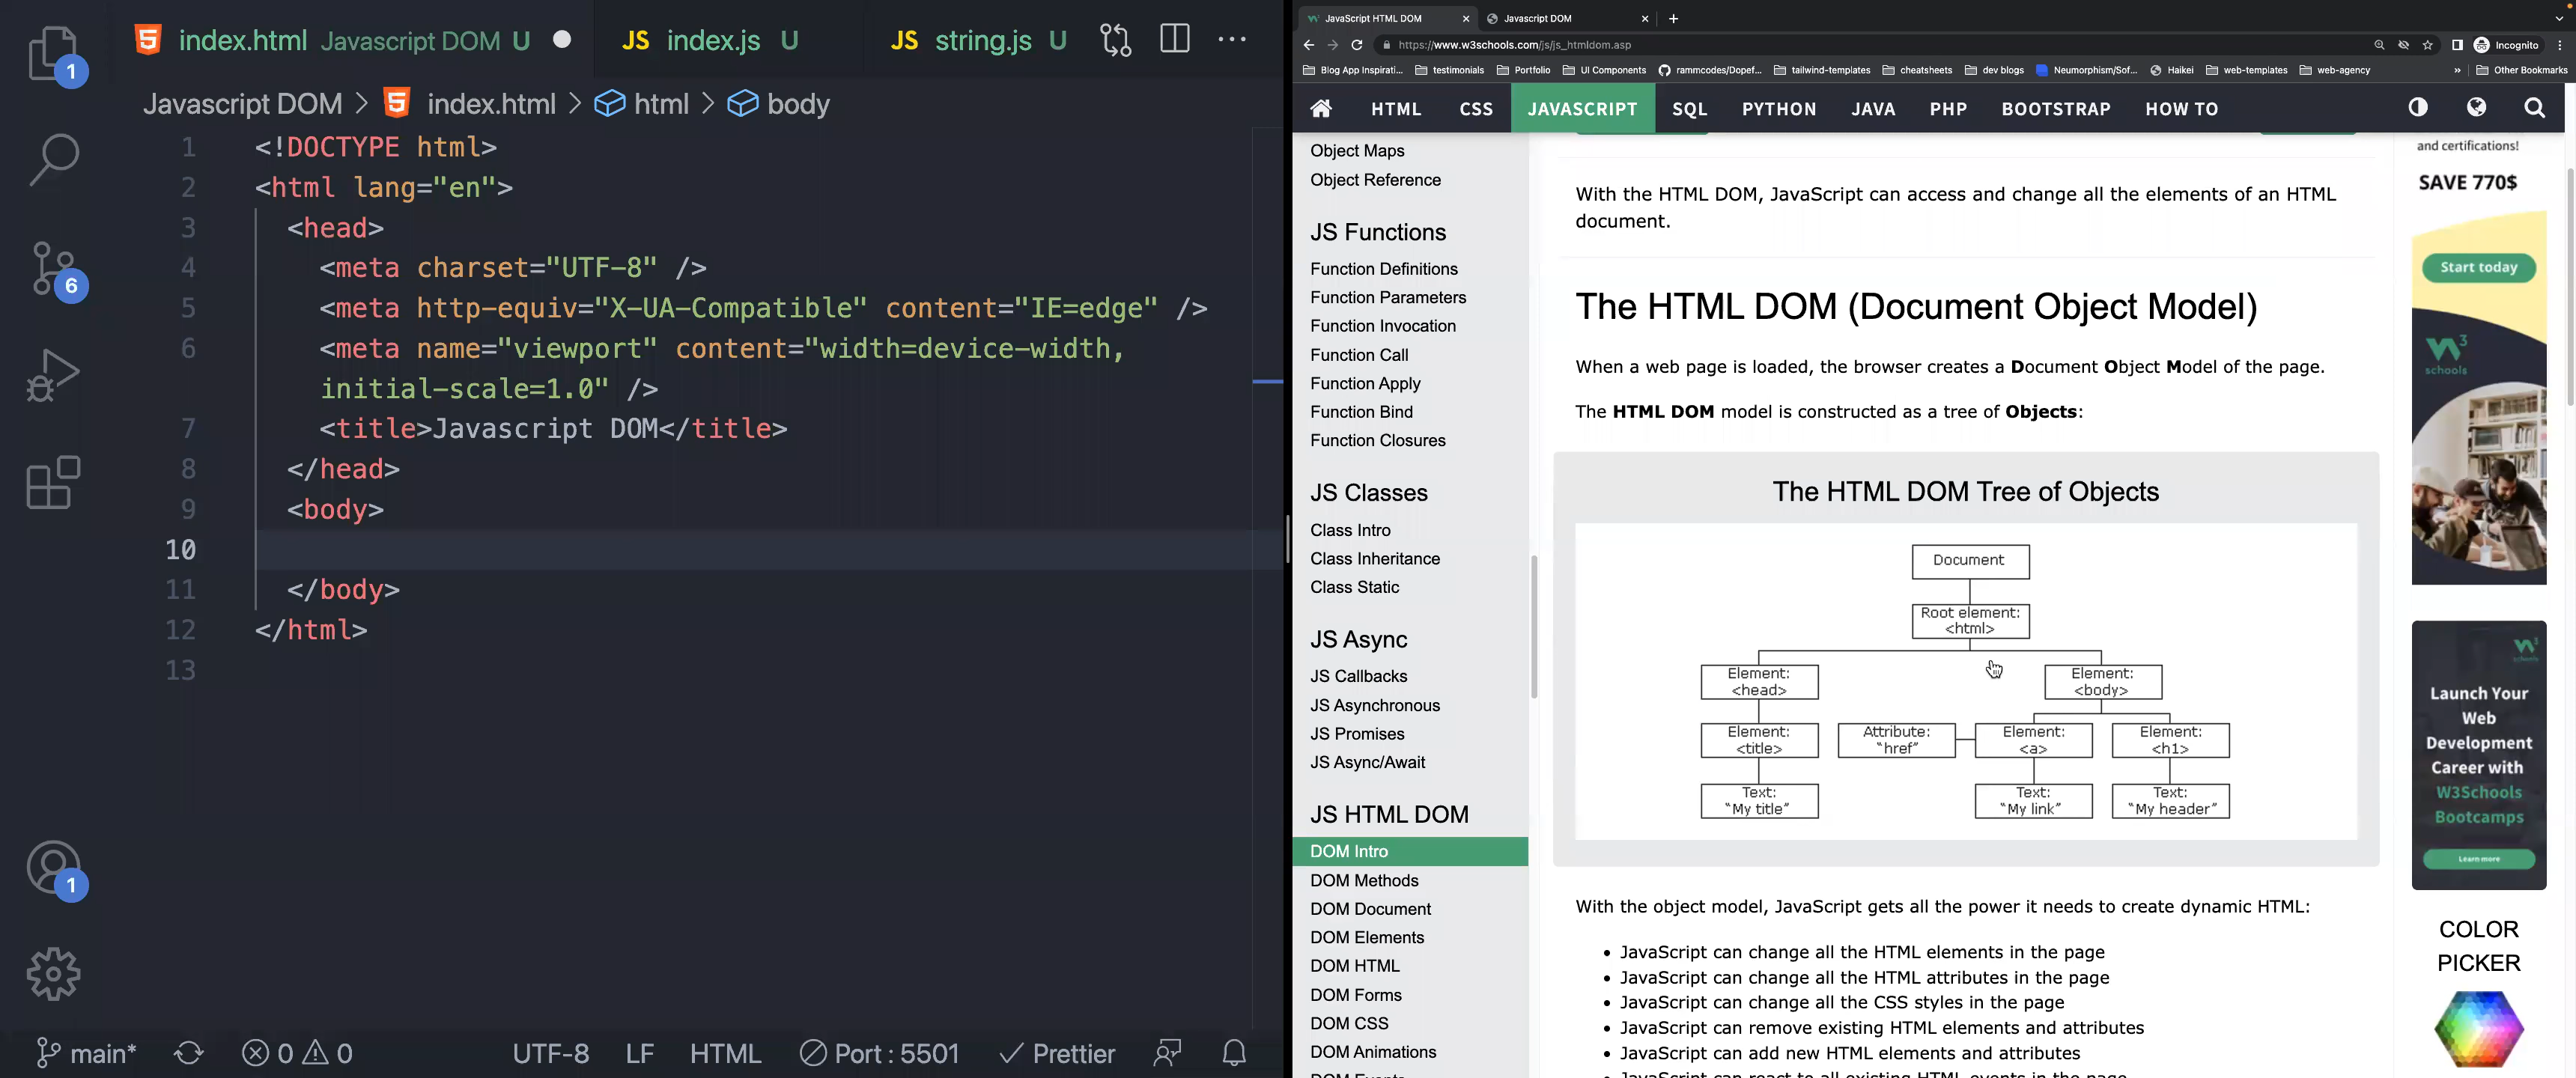 index.html Javascript DOM U
JS index.js U
JS string.js U
Javascript DOM > index.html > html > body
1 <!DOCTYPE html>
2 <html lang="en">
3 <head>
4 <meta charset="UTF-8" />
5 <meta http-equiv="X-UA-Compatible" content="IE=edge" />
6 <meta name="viewport" content="width=device-width,
initial-scale=1.0" />
7 <title>Javascript DOM</title>
8 </head>
9 <body>
10
11 </body>
12 </html>
13
1
6
1
main*
0 0
UTF-8
LF
HTML
Port : 5501
Prettier
JavaScript HTML DOM
Javascript DOM
https://www.w3schools.com/js/js_htmldom.asp
Incognito
Blog App Inspirati...
testimonials
Portfolio
UI Components
rammcodes/Dopef...
tailwind-templates
cheatsheets
dev blogs
Neumorphism/Sof...
Haikei
web-templates
web-agency
»
Other Bookmarks
HTML
CSS
JAVASCRIPT
SQL
PYTHON
JAVA
PHP
BOOTSTRAP
HOW TO
Object Maps
Object Reference
JS Functions
Function Definitions
Function Parameters
Function Invocation
Function Call
Function Apply
Function Bind
Function Closures
JS Classes
Class Intro
Class Inheritance
Class Static
JS Async
JS Callbacks
JS Asynchronous
JS Promises
JS Async/Await
JS HTML DOM
DOM Intro
DOM Methods
DOM Document
DOM Elements
DOM HTML
DOM Forms
DOM CSS
DOM Animations
With the HTML DOM, JavaScript can access and change all the elements of an HTML
document.
The HTML DOM (Document Object Model)
When a web page is loaded, the browser creates a Document Object Model of the page.
The HTML DOM model is constructed as a tree of Objects:
The HTML DOM Tree of Objects
Document
Root element:
<html>
Element:
<head>
Element:
<body>
Element:
<title>
Attribute:
"href"
Element:
<a>
Element:
<h1>
Text:
"My title"
Text:
"My link"
Text:
"My header"
With the object model, JavaScript gets all the power it needs to create dynamic HTML:
• JavaScript can change all the HTML elements in the page
• JavaScript can change all the HTML attributes in the page
• JavaScript can change all the CSS styles in the page
• JavaScript can remove existing HTML elements and attributes
• JavaScript can add new HTML elements and attributes
• JavaScript can react to all existing HTML events in the page
and certifications!
SAVE 770$
Start today
W3
schools
Launch Your
Web
Development
Career with
W3Schools
Bootcamps
Learn more
COLOR
PICKER